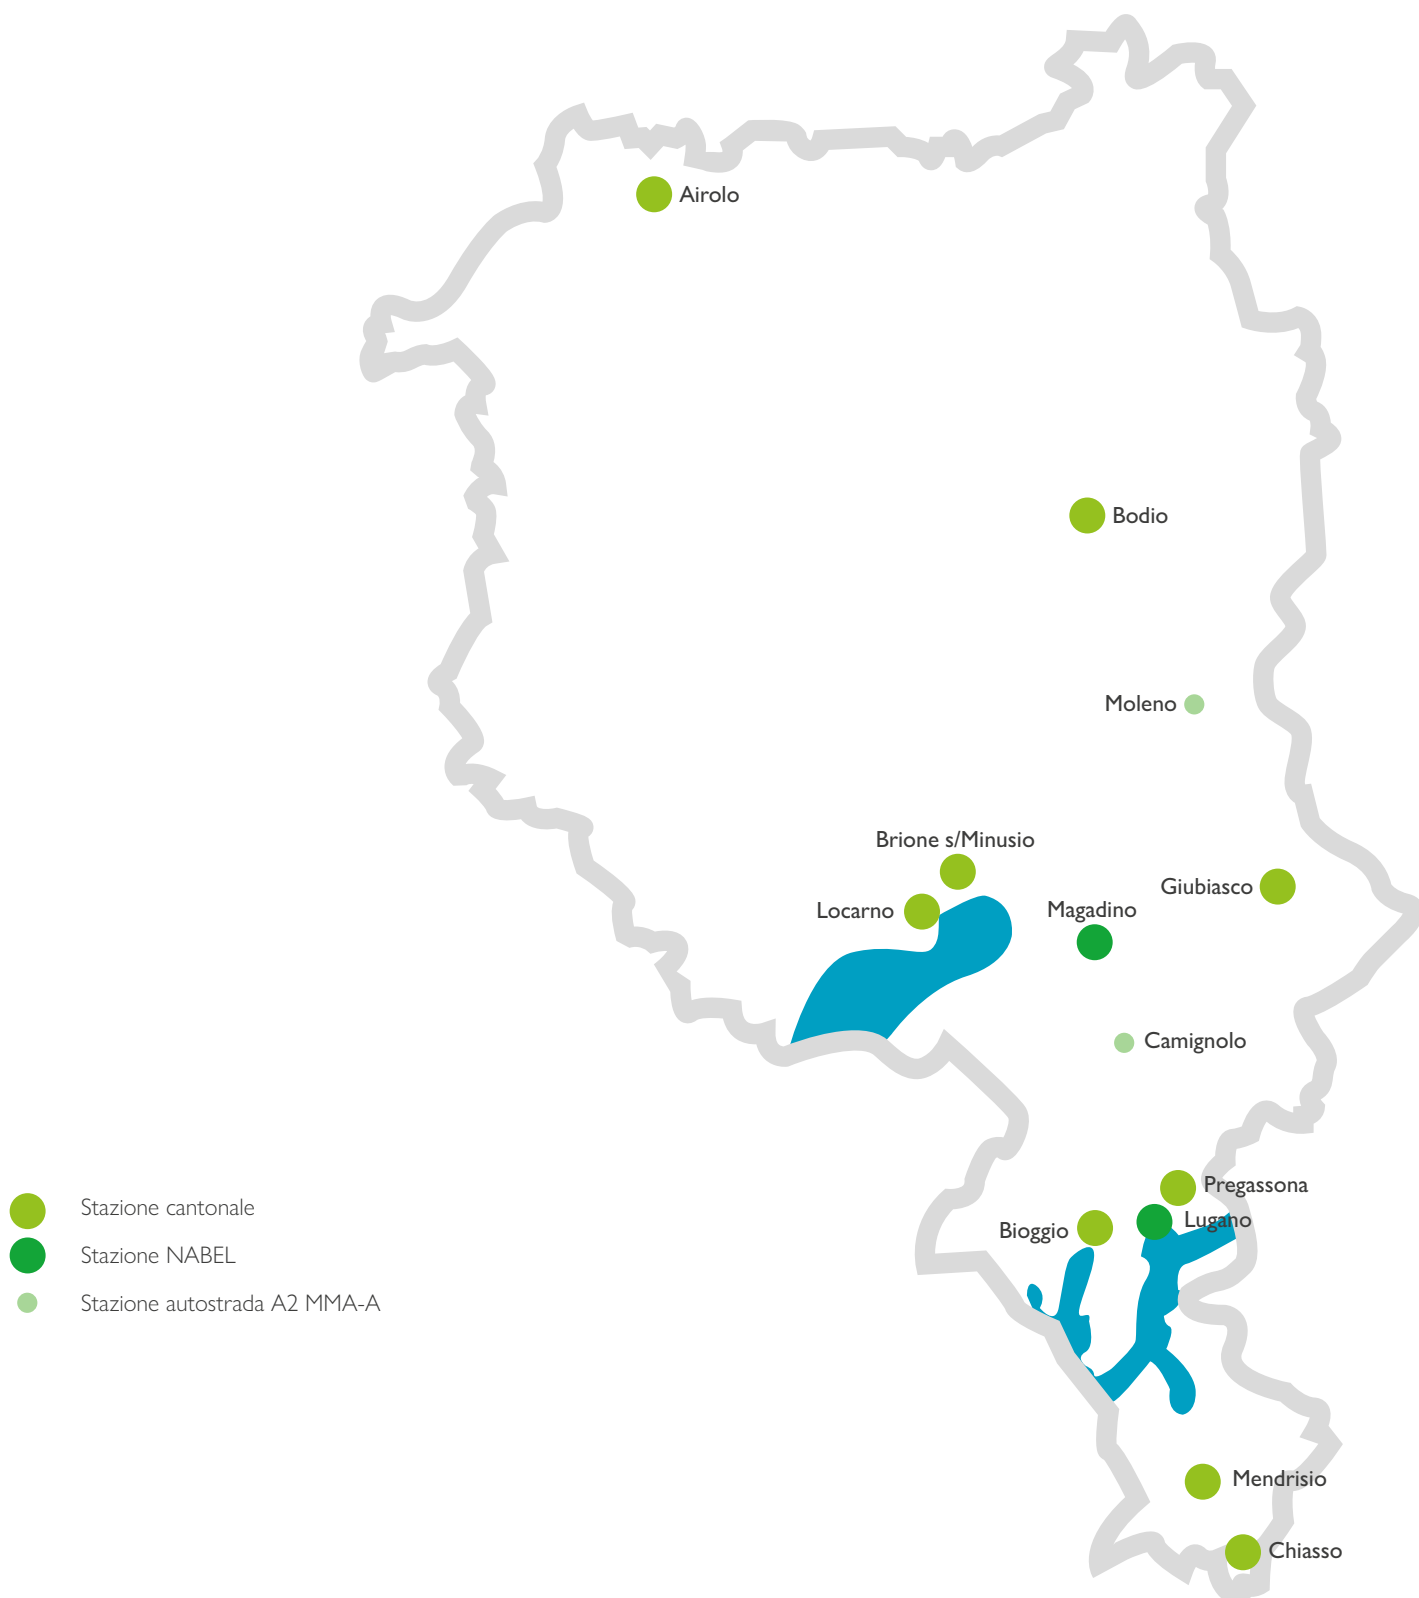 Airolo
Bodio
Moleno
Brione s/Minusio
Giubiasco
Locarno
Magadino
Camignolo
Pregassona
Lugano
Bioggio
Stazione cantonale
Stazione NABEL
Stazione autostrada A2 MMA-A
Mendrisio
Chiasso